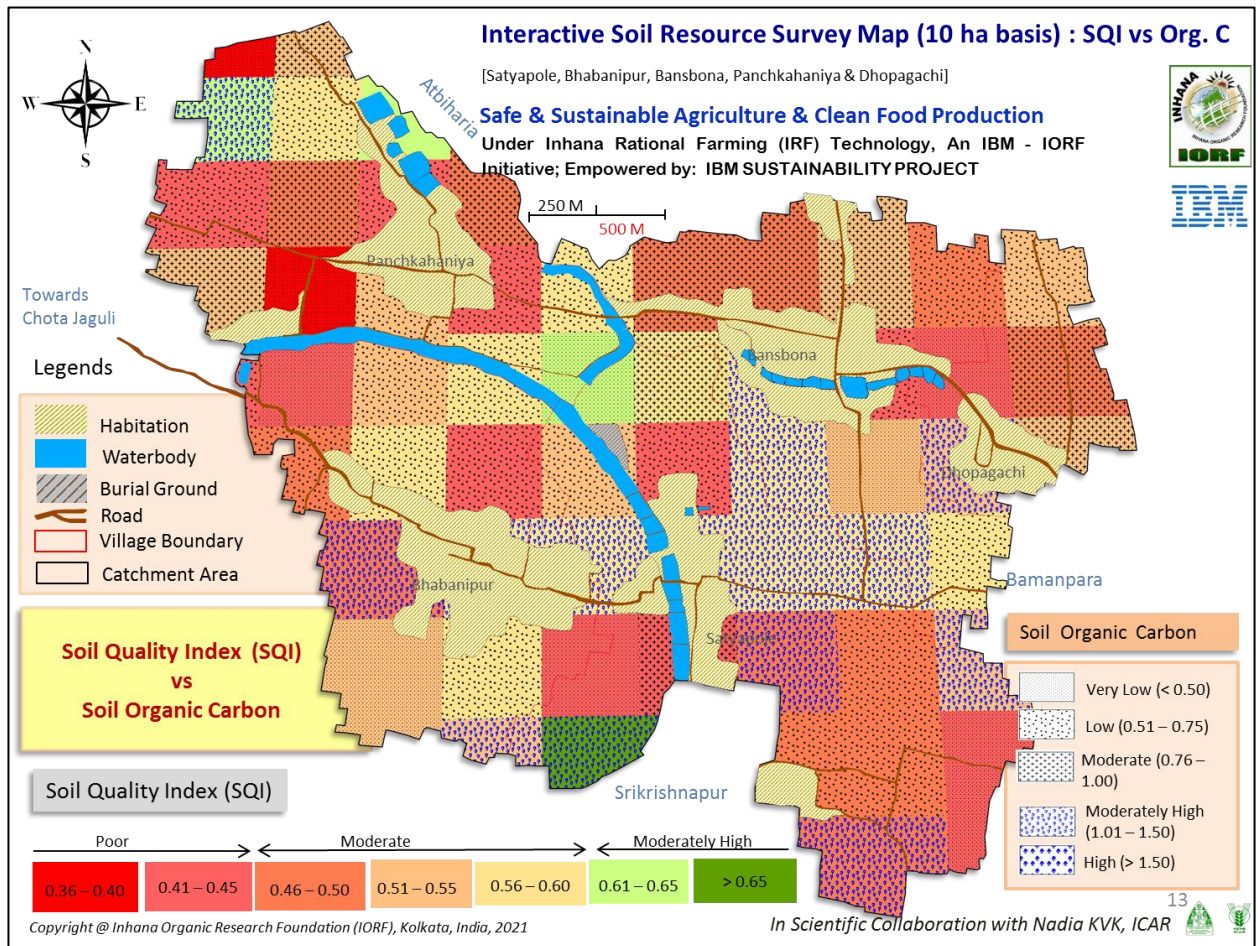 Interactive Soil Resource Survey Map (10 ha basis) : SQI vs Org. C
[Satyapole, Bhabanipur, Bansbona, Panchkahaniya & Dhopagachi]
Safe & Sustainable Agriculture & Clean Food Production
Under Inhana Rational Farming (IRF) Technology, An IBM - IORF
Initiative; Empowered by: IBM SUSTAINABILITY PROJECT
N
W
E
S
INHANA
IORF
IBM
Atbiharia
250 M
500 M
Panchkahaniya
Towards
Chota Jaguli
Bansbona
Dhopagachi
Bhabanipur
Bamanpara
Satyapole
Srikrishnapur
Legends
Habitation
Waterbody
Burial Ground
Road
Village Boundary
Catchment Area
Soil Quality Index (SQI)
vs
Soil Organic Carbon
Soil Organic Carbon
Very Low (< 0.50)
Low (0.51 – 0.75)
Moderate (0.76 –
1.00)
Moderately High
(1.01 – 1.50)
High (> 1.50)
Soil Quality Index (SQI)
Poor
Moderate
Moderately High
0.36 – 0.40
0.41 – 0.45
0.46 – 0.50
0.51 – 0.55
0.56 – 0.60
0.61 – 0.65
> 0.65
13
Copyright @ Inhana Organic Research Foundation (IORF), Kolkata, India, 2021
In Scientific Collaboration with Nadia KVK, ICAR